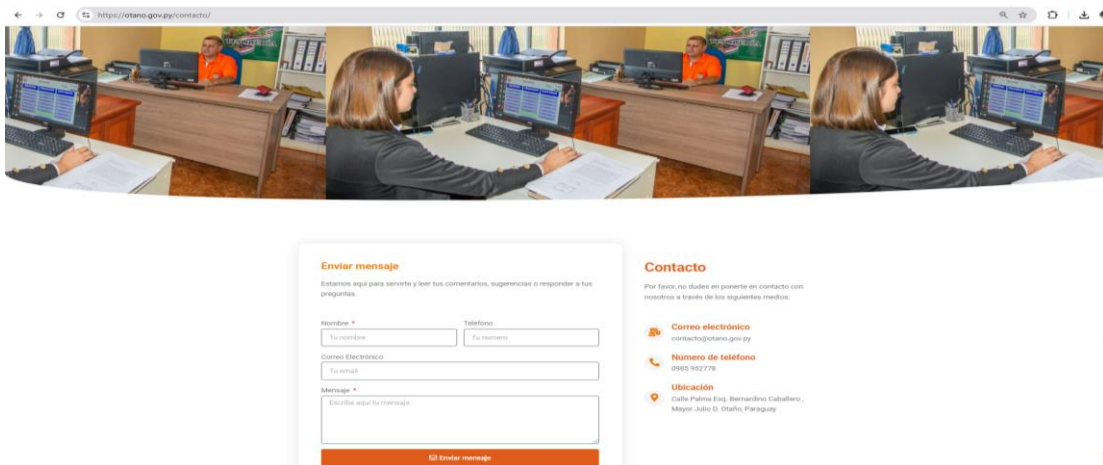 https://otano.gov.py/contacto/
TESORERÍA
Enviar mensaje
Estamos aquí para servirte y leer tus comentarios, sugerencias o responder a tus
preguntas.
Nombre *
Telefono
Tu nombre
Tu numero
Correo Electrónico
Tu email
Mensaje *
Escribe aquí tu mensaje
Enviar mensaje
Contacto
Por favor, no dudes en ponerte en contacto con
nosotros a través de los siguientes medios:
Correo electrónico
contacto@otano.gov.py
Número de teléfono
0985 952778
Ubicación
Calle Palma Esq. Bernardino Caballero ,
Mayor Julio D. Otaño, Paraguay